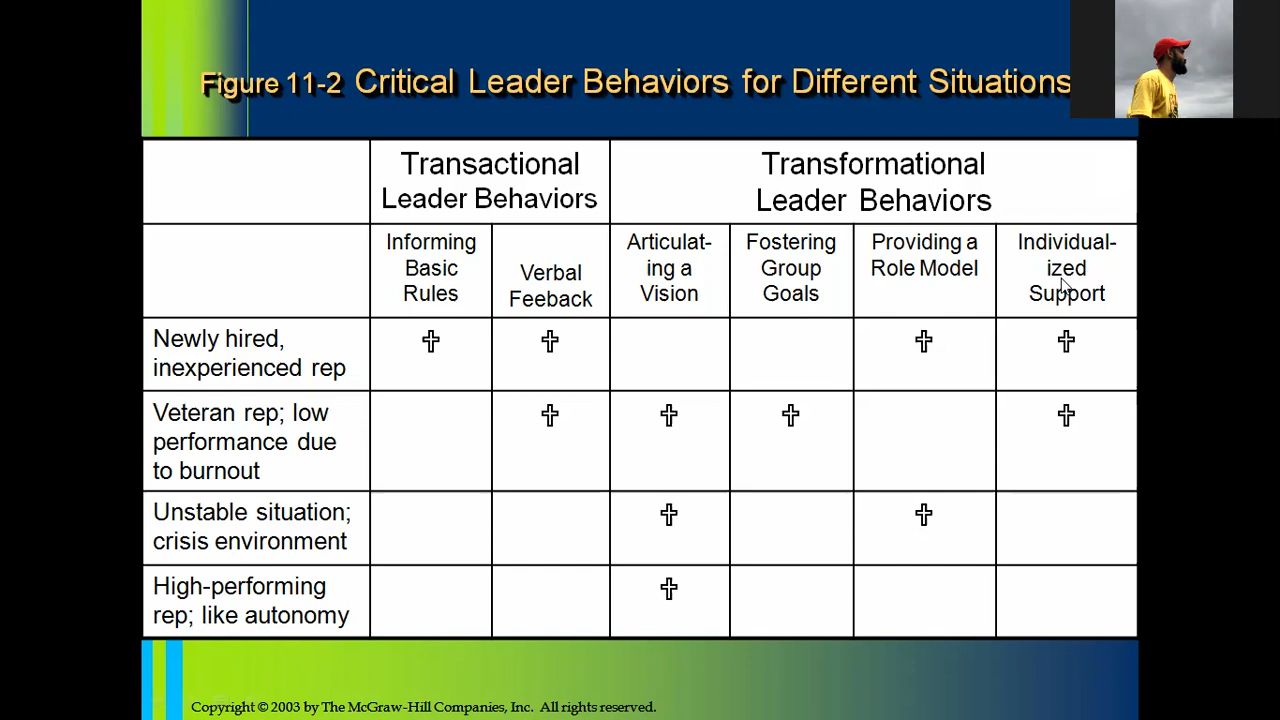 Figure 11-2 Critical Leader Behaviors for Different Situations
Transactional
Leader Behaviors
Transformational
Leader Behaviors
Informing
Basic
Rules
Verbal
Feeback
Articulat-
ing a
Vision
Fostering
Group
Goals
Providing a
Role Model
Individual-
ized
Support
Newly hired,
inexperienced rep
Veteran rep; low
performance due
to burnout
Unstable situation;
crisis environment
High-performing
rep; like autonomy
Copyright © 2003 by The McGraw-Hill Companies, Inc. All rights reserved.